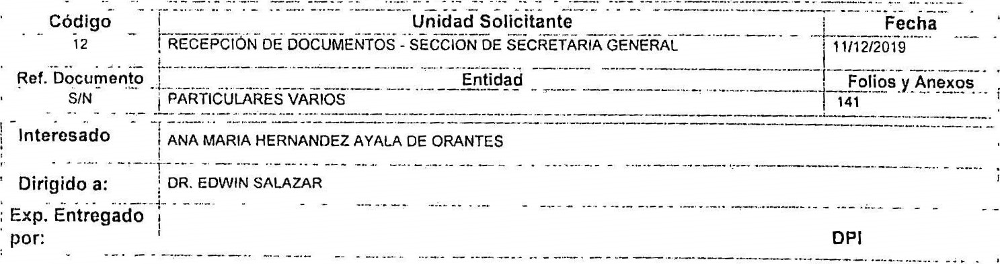 Código Unidad Solicitante Fecha
12 RECEPCIÓN DE DOCUMENTOS - SECCION DE SECRETARIA GENERAL 11/12/2019
Ref. Documento Entidad Folios y Anexos
S/N PARTICULARES VARIOS 141
Interesado ANA MARIA HERNANDEZ AYALA DE ORANTES
Dirigido a: DR. EDWIN SALAZAR
Exp. Entregado
por: DPI